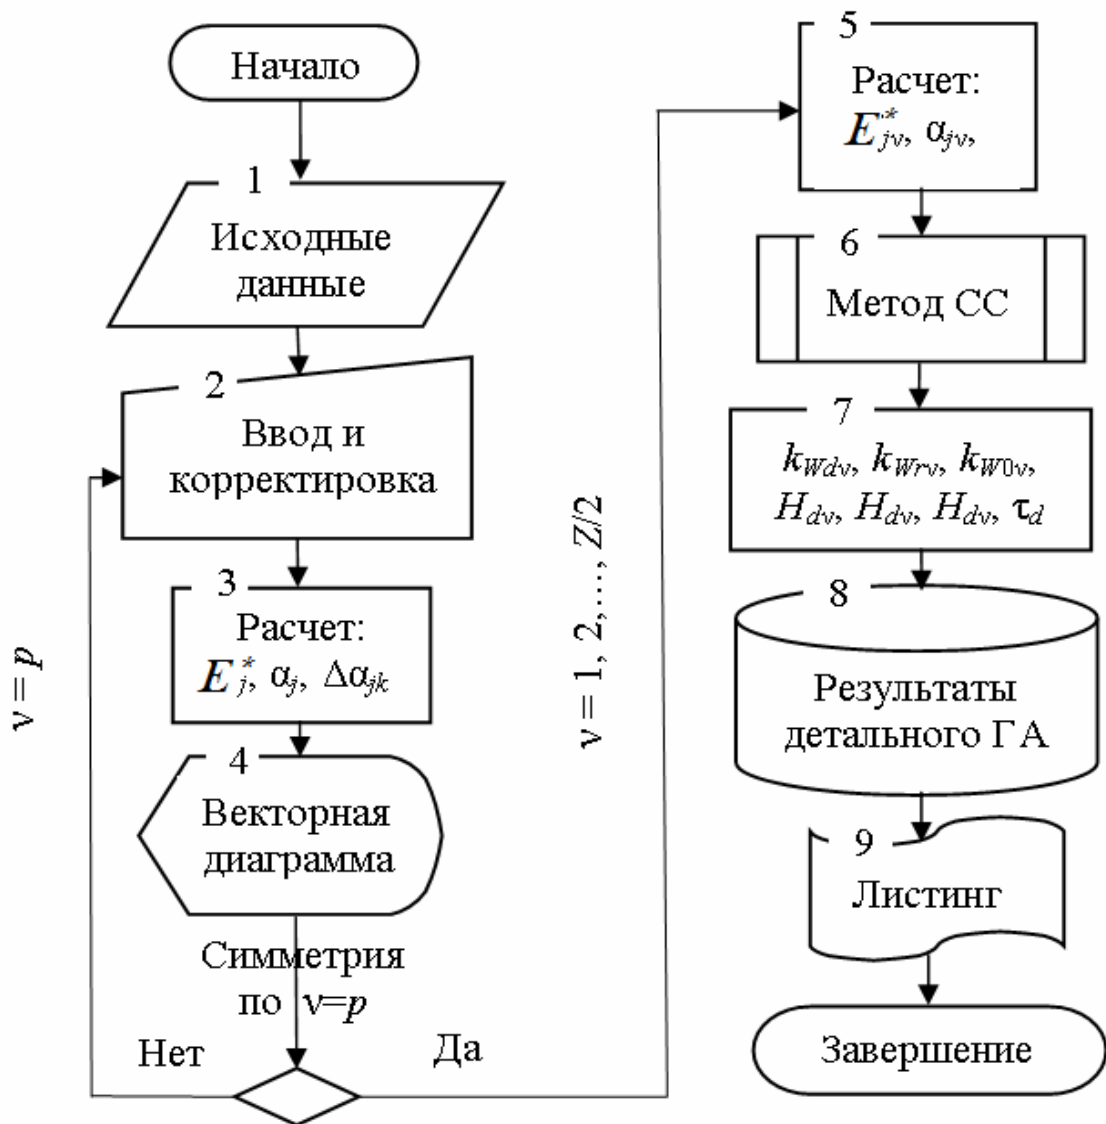 Начало
1
Исходные
данные
2
Ввод и
корректировка
ν = p
3
Расчет:
E*j, αj, Δαjk
4
Векторная
диаграмма
Симметрия
по ν=p
Нет
Да
ν = 1, 2,…, Z/2
5
Расчет:
E*jν, αjν,
6
Метод СС
7
kWdν, kWrν, kW0ν,
Hdν, Hdν, Hdν, τd
8
Результаты
детального ГА
9
Листинг
Завершение